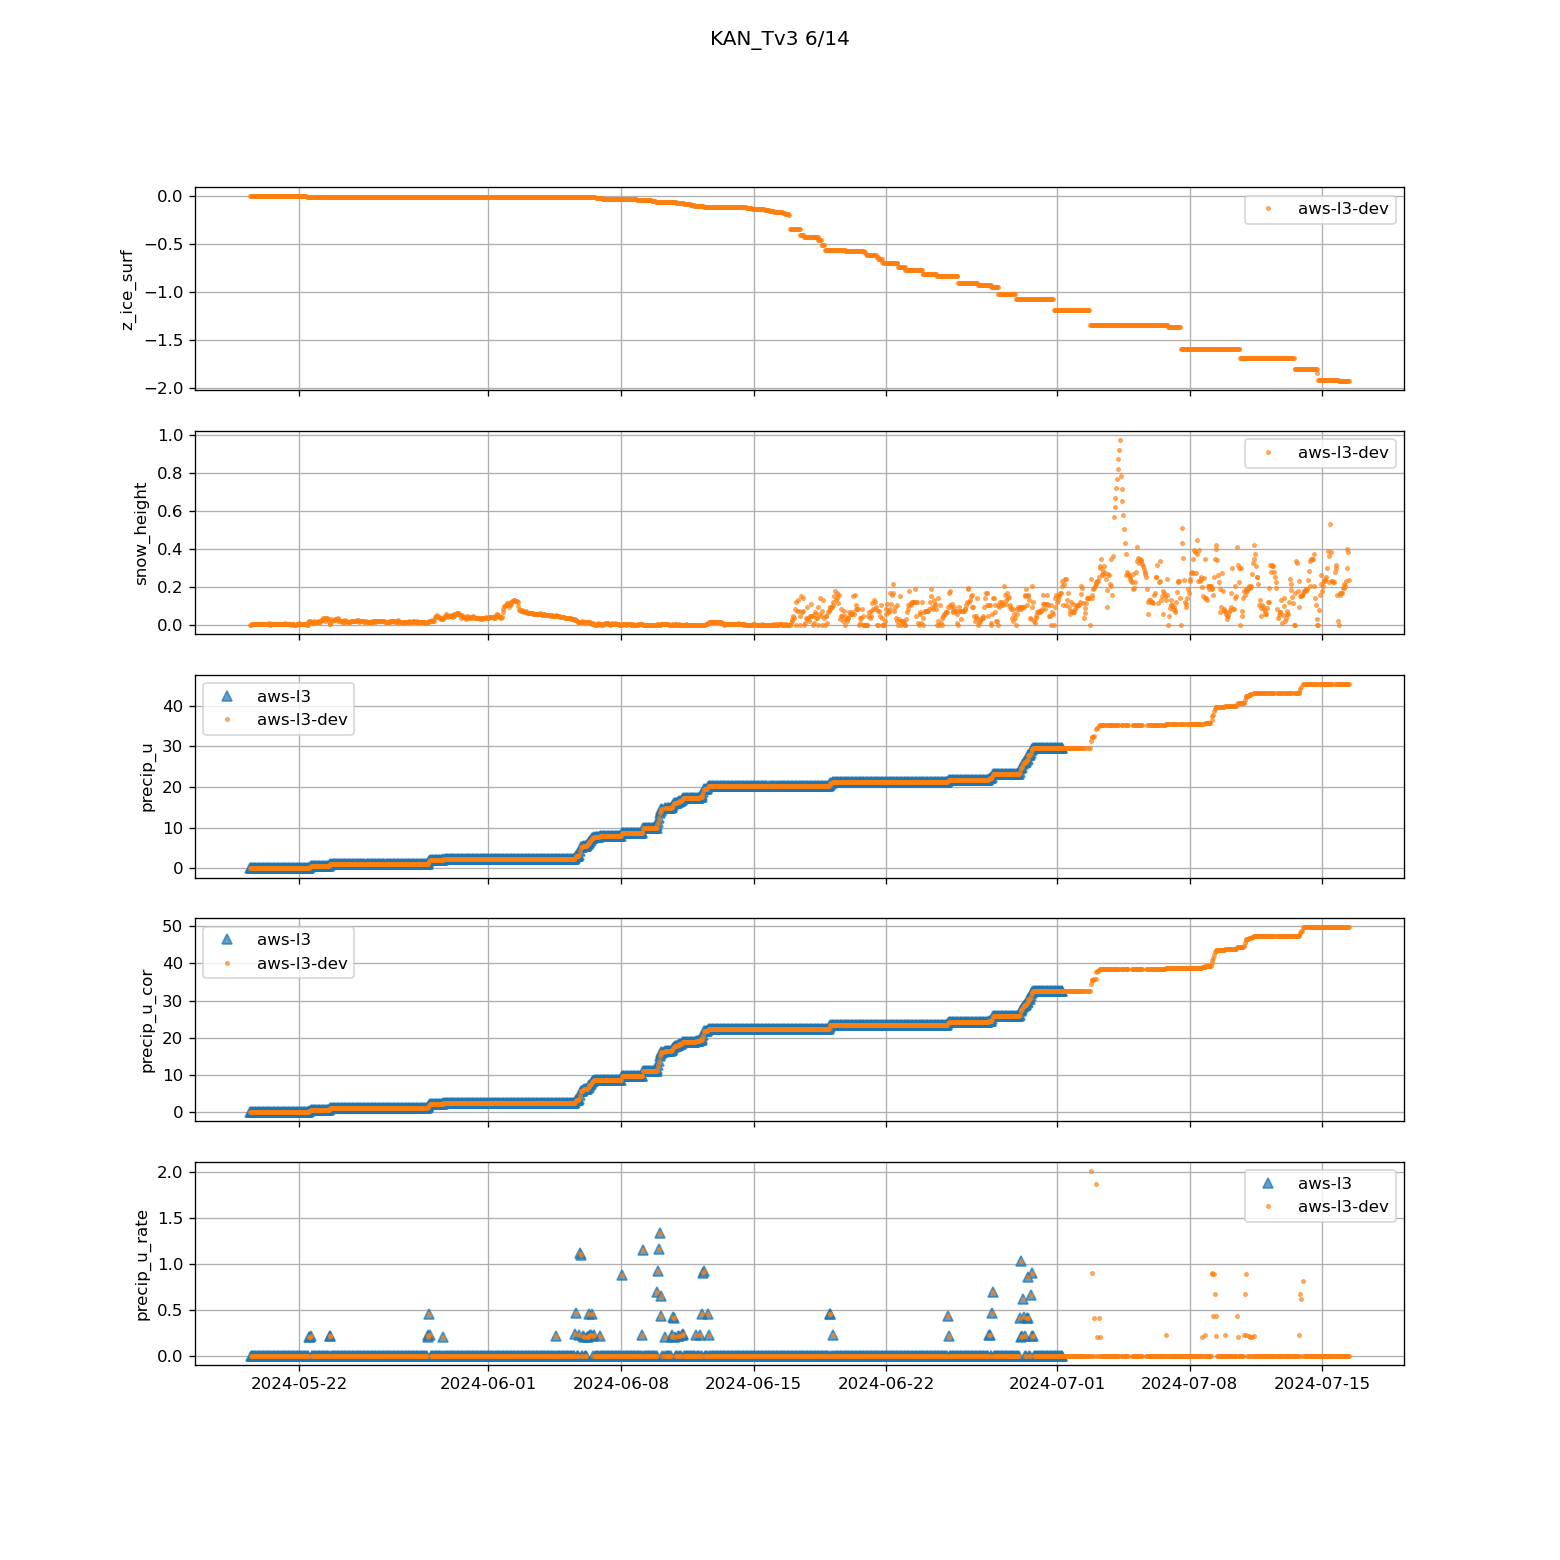 KAN_Tv3 6/14
0.0
−0.5
−1.0
−1.5
−2.0
z_ice_surf
aws-l3-dev
1.0
0.8
0.6
0.4
0.2
0.0
snow_height
aws-l3-dev
40
30
20
10
0
precip_u
aws-l3
aws-l3-dev
50
40
30
20
10
0
precip_u_cor
aws-l3
aws-l3-dev
2.0
1.5
1.0
0.5
0.0
precip_u_rate
aws-l3
aws-l3-dev
2024-05-22
2024-06-01
2024-06-08
2024-06-15
2024-06-22
2024-07-01
2024-07-08
2024-07-15